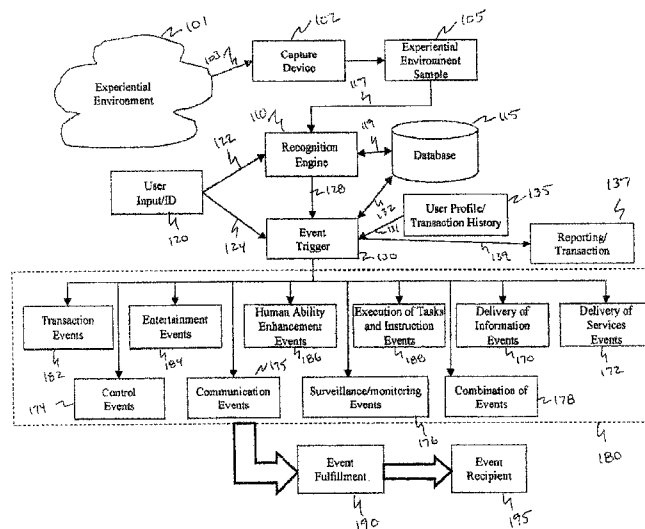 101
102
105
103
Experiential
Environment
Capture
Device
Experiential
Environment
Sample
117
110
119
115
122
Recognition
Engine
Database
User
Input/ID
128
132
135
120
124
Event
Trigger
User Profile/
Transaction History
131
137
130
139
Reporting/
Transaction
Transaction
Events
Entertainment
Events
Human Ability
Enhancement
Events
Execution of Tasks
and Instruction
Events
Delivery of
Information
Events
Delivery of
Services Events
182
184
186
188
170
172
175
174
Control
Events
Communication
Events
Surveillance/monitoring
Events
Combination of
Events
178
176
180
Event
Fulfillment
Event
Recipient
190
195